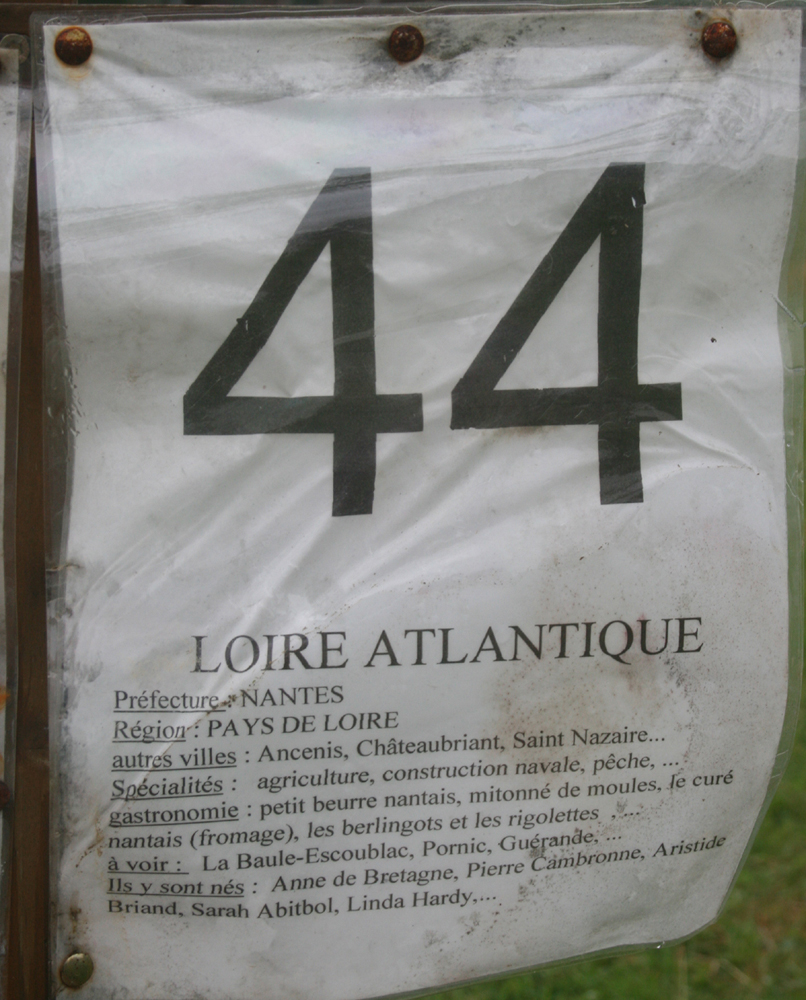 44
LOIRE ATLANTIQUE
Préfecture : NANTES
Région : PAYS DE LOIRE
autres villes : Ancenis, Châteaubriant, Saint Nazaire...
Spécialités : agriculture, construction navale, pêche, ...
gastronomie : petit beurre nantais, mitonné de moules, le curé
nantais (fromage), les berlingots et les rigolettes , ...
à voir : La Baule-Escoublac, Pornic, Guérande, ...
Ils y sont nés : Anne de Bretagne, Pierre Cambronne, Aristide
Briand, Sarah Abitbol, Linda Hardy,...